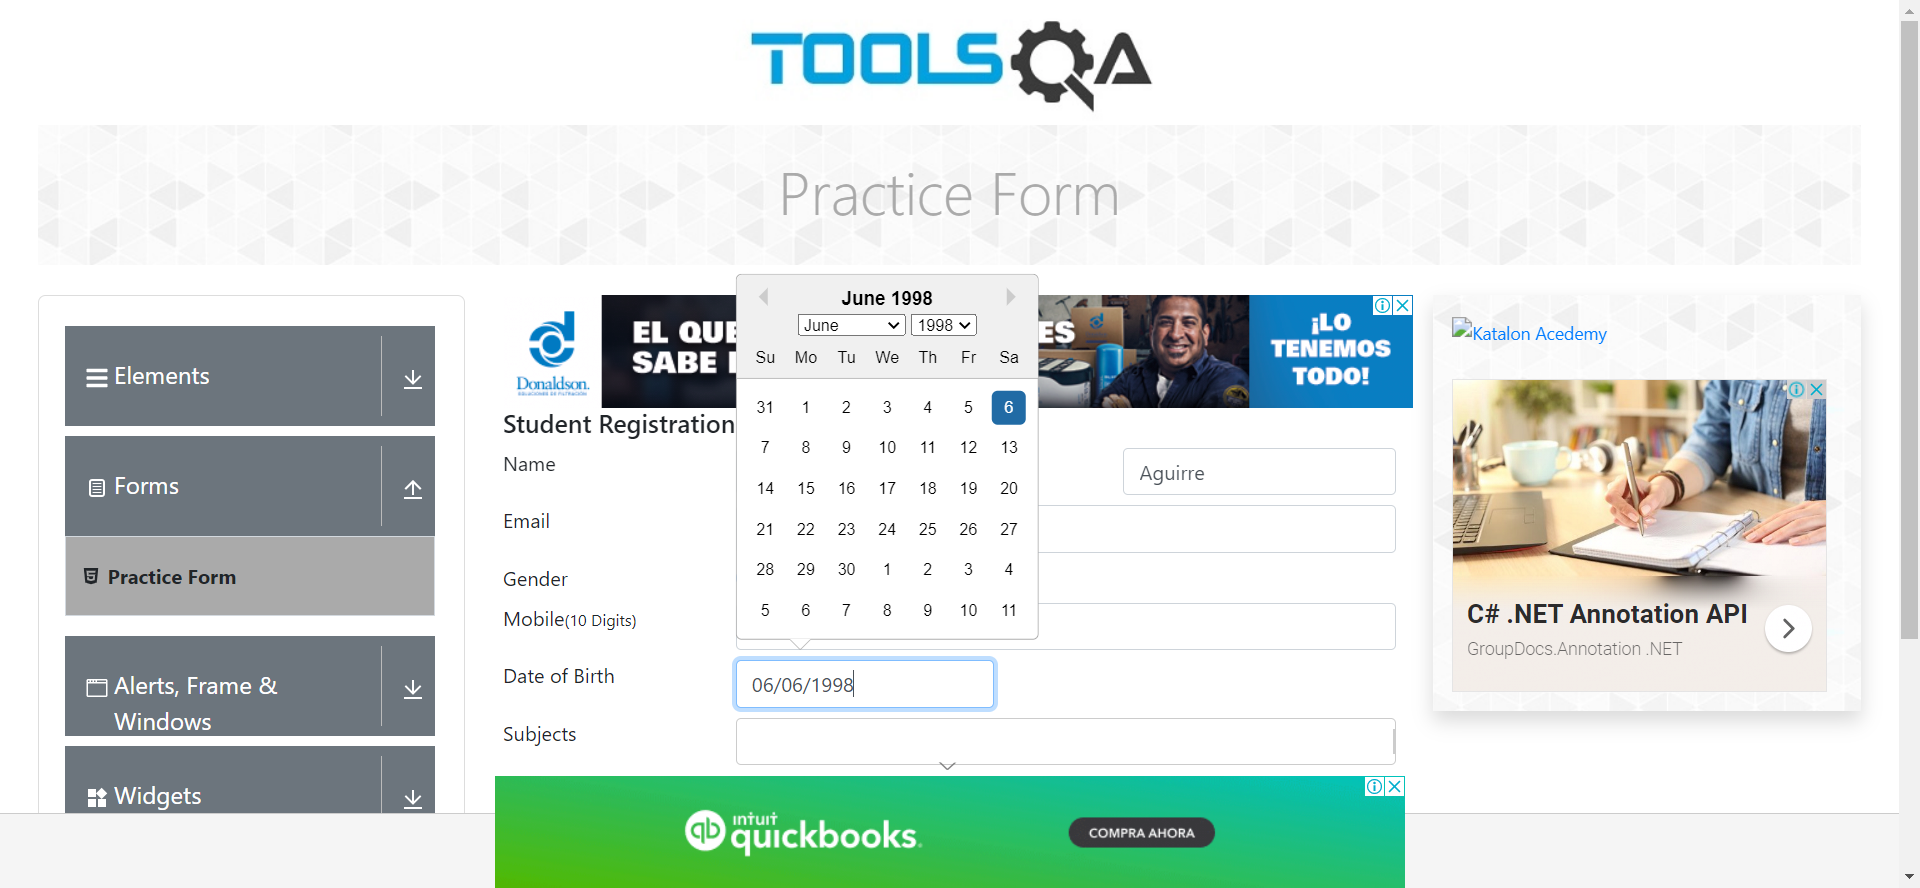 TOOLSQA
Practice Form
Elements
Forms
Practice Form
Alerts, Frame &
Windows
Widgets
Donaldson.
SOLUCIONES DE FILTRACIÓN
EL QUE
SABE
ES
¡LO
TENEMOS
TODO!
Student Registration
Name
Aguirre
Email
Gender
Mobile(10 Digits)
Date of Birth
06/06/1998
Subjects
June 1998
June 1998
Su Mo Tu We Th Fr Sa
31 1 2 3 4 5 6
7 8 9 10 11 12 13
14 15 16 17 18 19 20
21 22 23 24 25 26 27
28 29 30 1 2 3 4
5 6 7 8 9 10 11
Katalon Acedemy
C# .NET Annotation API
GroupDocs.Annotation .NET
qb intuit
quickbooks.
COMPRA AHORA